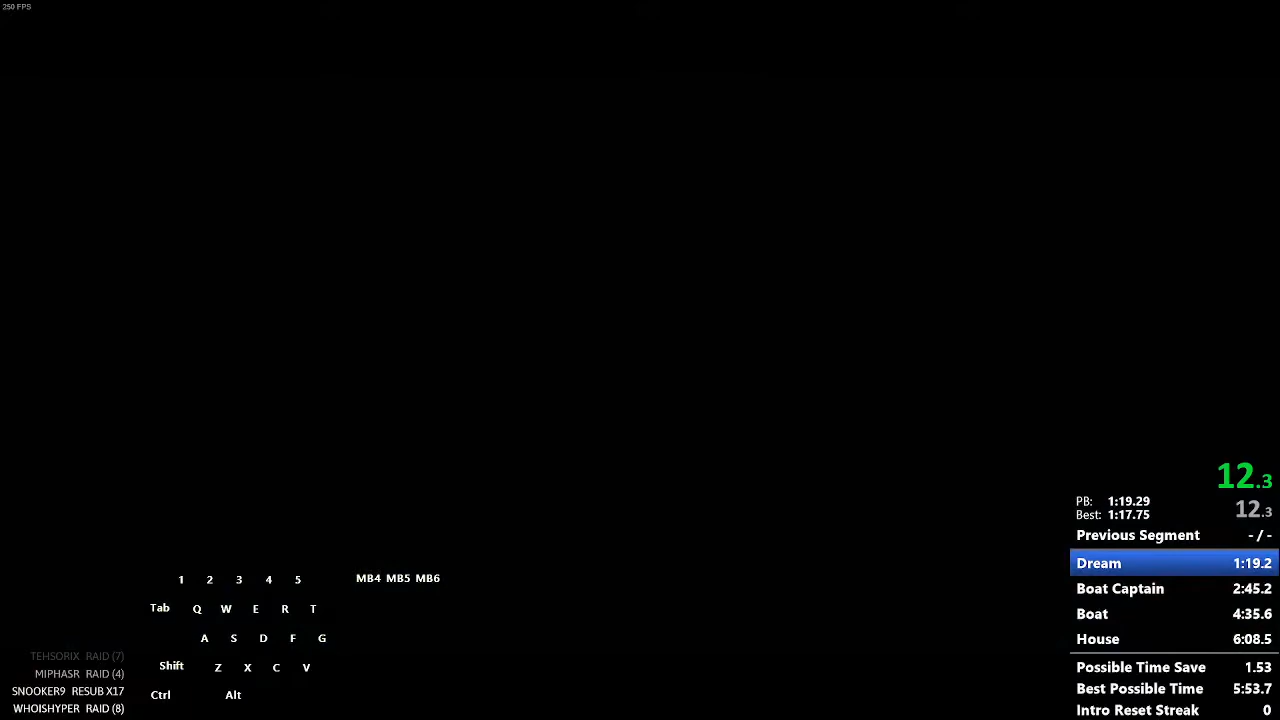 250 FPS
12.3
PB: 1:19.29
Best: 1:17.75
12.3
Previous Segment - / -
Dream 1:19.2
Boat Captain 2:45.2
Boat 4:35.6
House 6:08.5
Possible Time Save 1.53
Best Possible Time 5:53.7
Intro Reset Streak 0
1 2 3 4 5 MB4 MB5 MB6
Tab Q W E R T
A S D F G
Shift Z X C V
Ctrl Alt
TEHSORIX RAID (7)
MIPHASR RAID (4)
SNOOKER9 RESUB X17
WHOISHYPER RAID (8)